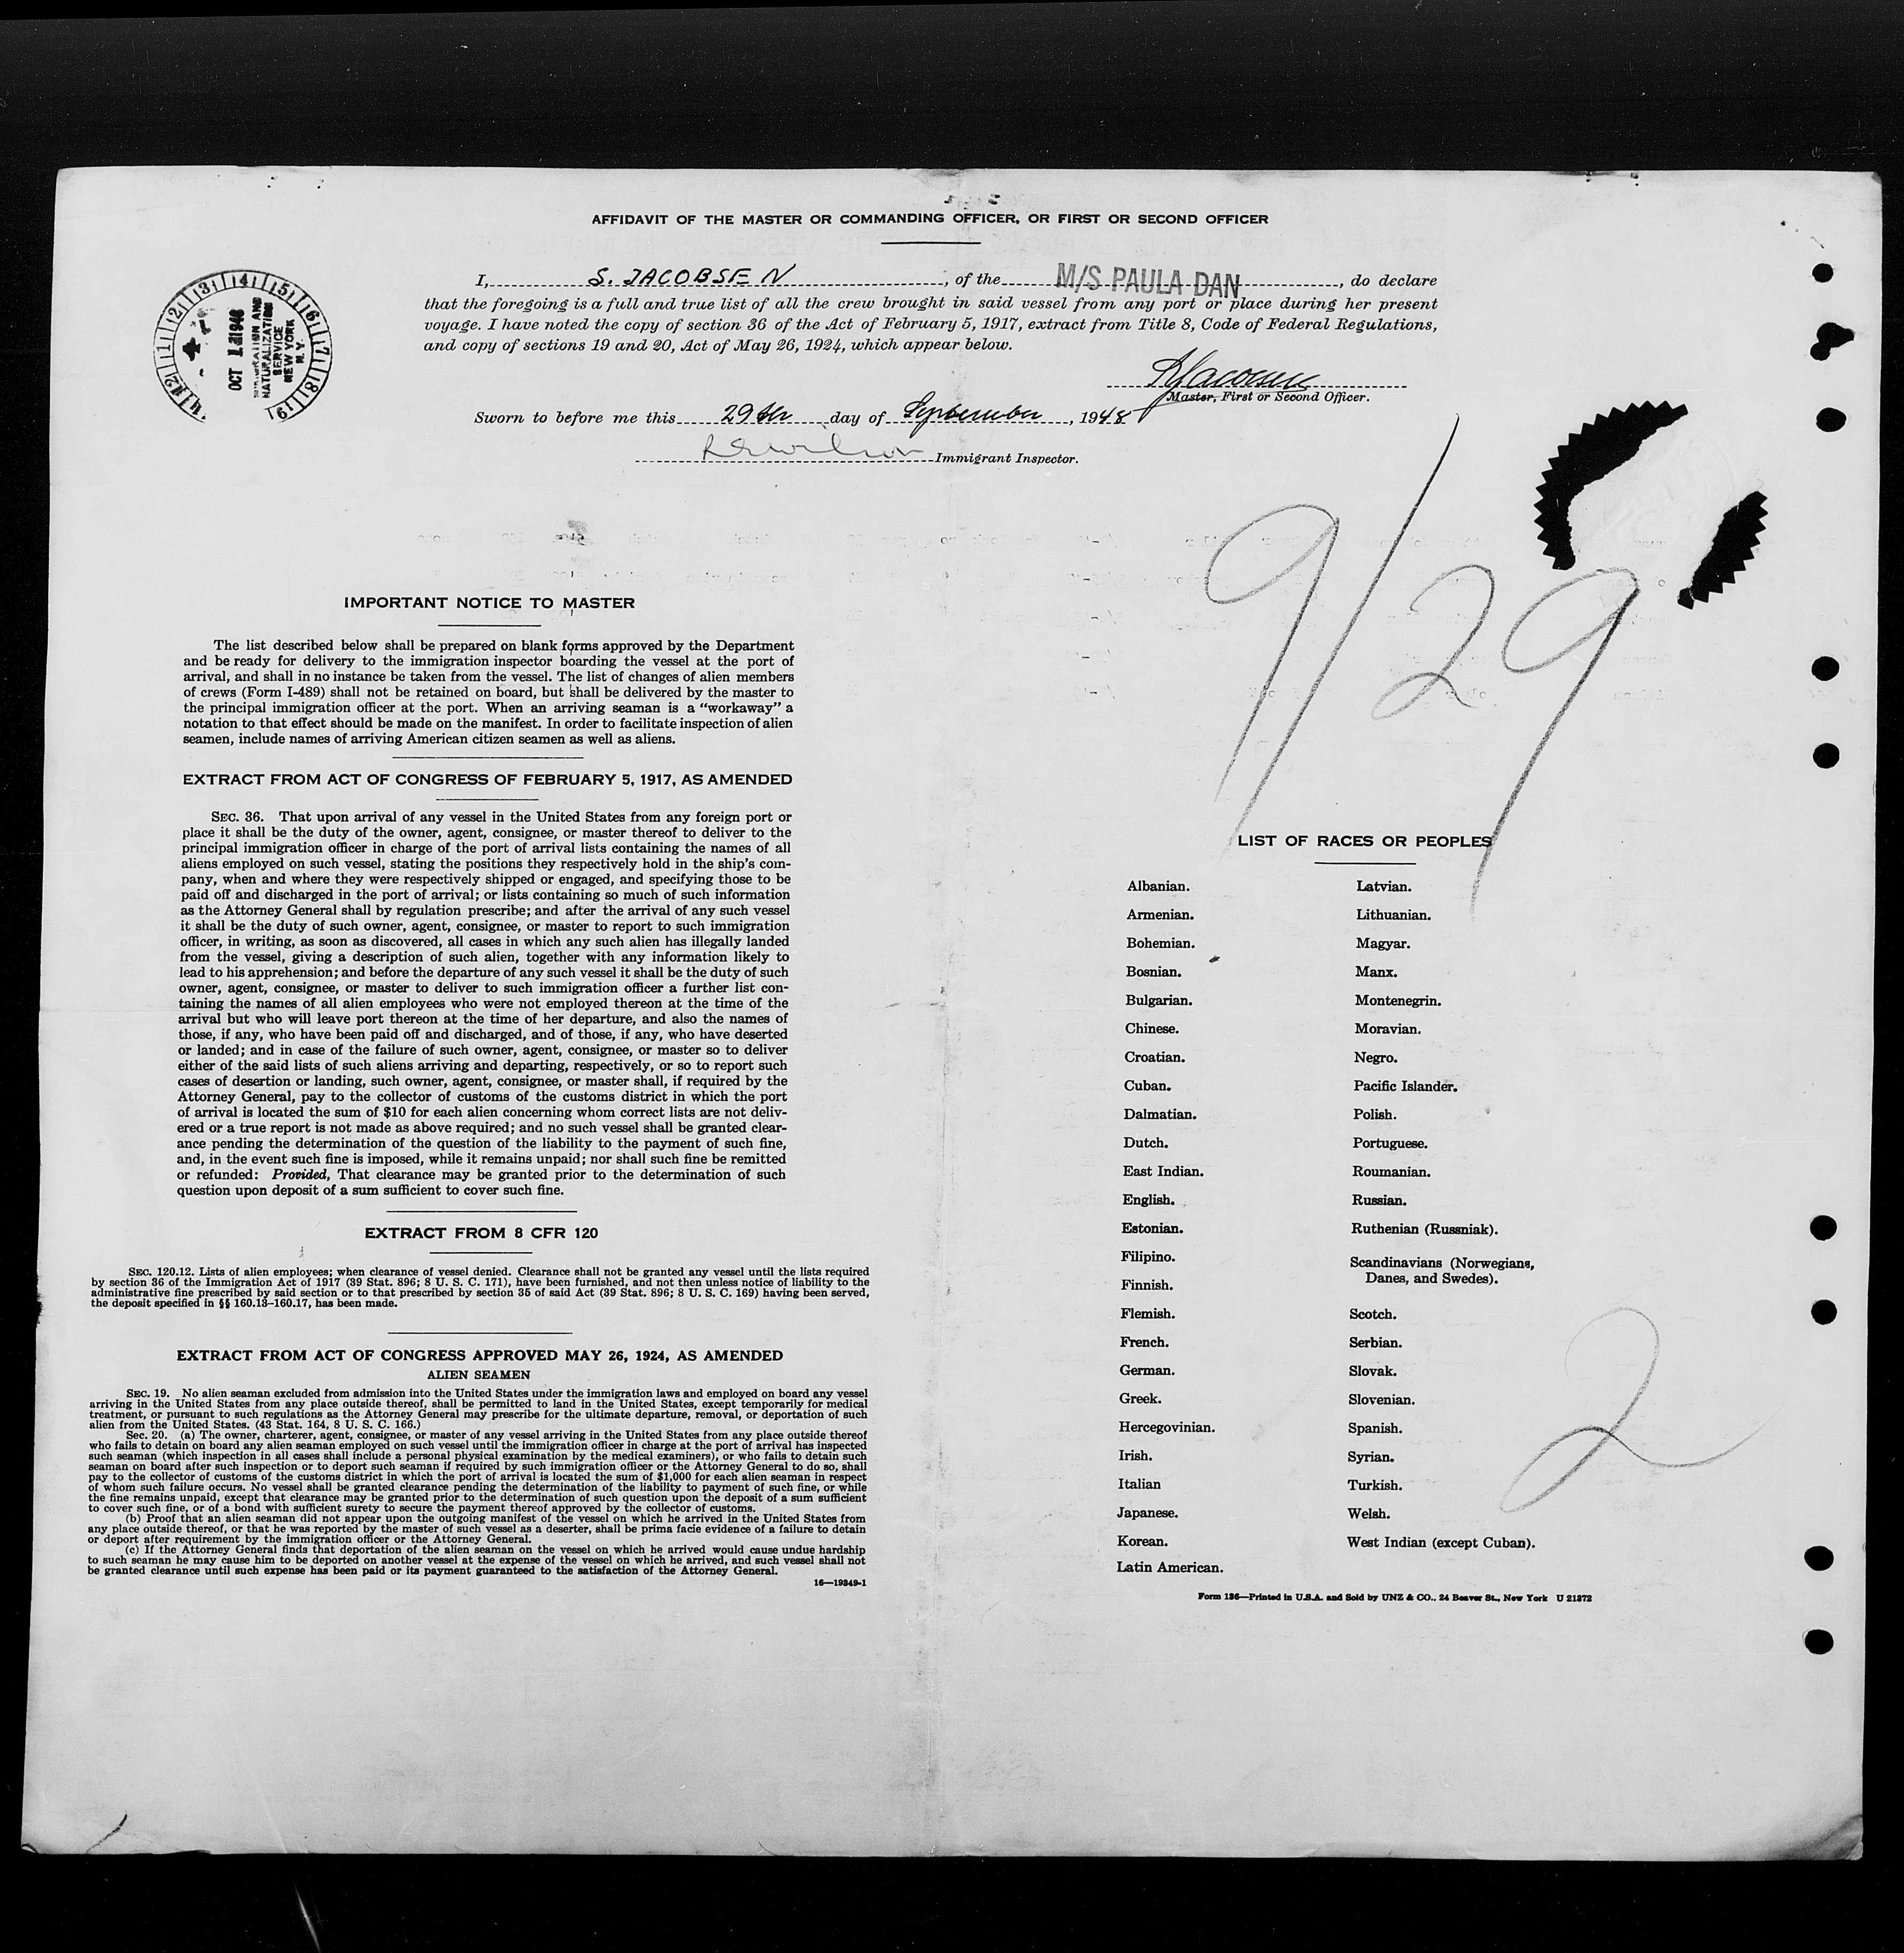 AFFIDAVIT OF THE MASTER OR COMMANDING OFFICER, OR FIRST OR SECOND OFFICER
I, S. JACOBSEN, of the M/S PAULA DAN, do declare
that the foregoing is a full and true list of all the crew brought in said vessel from any port or place during her present
voyage. I have noted the copy of section 36 of the Act of February 5, 1917, extract from Title 8, Code of Federal Regulations,
and copy of sections 19 and 20, Act of May 26, 1924, which appear below.
12 1 2 3 4 5 6 7 8 9
OCT 1948
IMMIGRATION AND
NATURALIZATION
SERVICE
NEW YORK
N. Y.
Master, First or Second Officer.
Sworn to before me this 29th day of September, 1948
Immigrant Inspector.
9/29
IMPORTANT NOTICE TO MASTER
The list described below shall be prepared on blank forms approved by the Department
and be ready for delivery to the immigration inspector boarding the vessel at the port of
arrival, and shall in no instance be taken from the vessel. The list of changes of alien members
of crews (Form I-489) shall not be retained on board, but shall be delivered by the master to
the principal immigration officer at the port. When an arriving seaman is a "workaway" a
notation to that effect should be made on the manifest. In order to facilitate inspection of alien
seamen, include names of arriving American citizen seamen as well as aliens.
EXTRACT FROM ACT OF CONGRESS OF FEBRUARY 5, 1917, AS AMENDED
SEC. 36. That upon arrival of any vessel in the United States from any foreign port or
place it shall be the duty of the owner, agent, consignee, or master thereof to deliver to the
principal immigration officer in charge of the port of arrival lists containing the names of all
aliens employed on such vessel, stating the positions they respectively hold in the ship's com-
pany, when and where they were respectively shipped or engaged, and specifying those to be
paid off and discharged in the port of arrival; or lists containing so much of such information
as the Attorney General shall by regulation prescribe; and after the arrival of any such vessel
it shall be the duty of such owner, agent, consignee, or master to report to such immigration
officer, in writing, as soon as discovered, all cases in which any such alien has illegally landed
from the vessel, giving a description of such alien, together with any information likely to
lead to his apprehension; and before the departure of any such vessel it shall be the duty of such
owner, agent, consignee, or master to deliver to such immigration officer a further list con-
taining the names of all alien employees who were not employed thereon at the time of the
arrival but who will leave port thereon at the time of her departure, and also the names of
those, if any, who have been paid off and discharged, and of those, if any, who have deserted
or landed; and in case of the failure of such owner, agent, consignee, or master so to deliver
either of the said lists of such aliens arriving and departing, respectively, or so to report such
cases of desertion or landing, such owner, agent, consignee, or master shall, if required by the
Attorney General, pay to the collector of customs of the customs district in which the port
of arrival is located the sum of $10 for each alien concerning whom correct lists are not deliv-
ered or a true report is not made as above required; and no such vessel shall be granted clear-
ance pending the determination of the question of the liability to the payment of such fine,
and, in the event such fine is imposed, while it remains unpaid; nor shall such fine be remitted
or refunded: Provided, That clearance may be granted prior to the determination of such
question upon deposit of a sum sufficient to cover such fine.
EXTRACT FROM 8 CFR 120
SEC. 120.12. Lists of alien employees; when clearance of vessel denied. Clearance shall not be granted any vessel until the lists required
by section 36 of the Immigration Act of 1917 (39 Stat. 896; 8 U. S. C. 171), have been furnished, and not then unless notice of liability to the
administrative fine prescribed by said section or to that prescribed by section 35 of said Act (39 Stat. 896; 8 U. S. C. 169) having been served,
the deposit specified in §§ 160.13–160.17, has been made.
EXTRACT FROM ACT OF CONGRESS APPROVED MAY 26, 1924, AS AMENDED
ALIEN SEAMEN
SEC. 19. No alien seaman excluded from admission into the United States under the immigration laws and employed on board any vessel
arriving in the United States from any place outside thereof, shall be permitted to land in the United States, except temporarily for medical
treatment, or pursuant to such regulations as the Attorney General may prescribe for the ultimate departure, removal, or deportation of such
alien from the United States. (43 Stat. 164, 8 U. S. C. 166.)
Sec. 20. (a) The owner, charterer, agent, consignee, or master of any vessel arriving in the United States from any place outside thereof
who fails to detain on board any alien seaman employed on such vessel until the immigration officer in charge at the port of arrival has inspected
such seaman (which inspection in all cases shall include a personal physical examination by the medical examiners), or who fails to detain such
seaman on board after such inspection or to deport such seaman if required by such immigration officer or the Attorney General to do so, shall
pay to the collector of customs of the customs district in which the port of arrival is located the sum of $1,000 for each alien seaman in respect
of whom such failure occurs. No vessel shall be granted clearance pending the determination of the liability to payment of such fine, or while
the fine remains unpaid, except that clearance may be granted prior to the determination of such question upon the deposit of a sum sufficient
to cover such fine, or of a bond with sufficient surety to secure the payment thereof approved by the collector of customs.
(b) Proof that an alien seaman did not appear upon the outgoing manifest of the vessel on which he arrived in the United States from
any place outside thereof, or that he was reported by the master of such vessel as a deserter, shall be prima facie evidence of a failure to detain
or deport after requirement by the immigration officer or the Attorney General.
(c) If the Attorney General finds that deportation of the alien seaman on the vessel on which he arrived would cause undue hardship
to such seaman he may cause him to be deported on another vessel at the expense of the vessel on which he arrived, and such vessel shall not
be granted clearance until such expense has been paid or its payment guaranteed to the satisfaction of the Attorney General.
16—19349-1
LIST OF RACES OR PEOPLES
Albanian.
Armenian.
Bohemian.
Bosnian.
Bulgarian.
Chinese.
Croatian.
Cuban.
Dalmatian.
Dutch.
East Indian.
English.
Estonian.
Filipino.
Finnish.
Flemish.
French.
German.
Greek.
Hercegovinian.
Irish.
Italian
Japanese.
Korean.
Latin American.
Latvian.
Lithuanian.
Magyar.
Manx.
Montenegrin.
Moravian.
Negro.
Pacific Islander.
Polish.
Portuguese.
Roumanian.
Russian.
Ruthenian (Russniak).
Scandinavians (Norwegians,
Danes, and Swedes).
Scotch.
Serbian.
Slovak.
Slovenian.
Spanish.
Syrian.
Turkish.
Welsh.
West Indian (except Cuban).
2
Form 136—Printed in U.S.A. and Sold by UNZ & CO., 24 Beaver St., New York U 21372